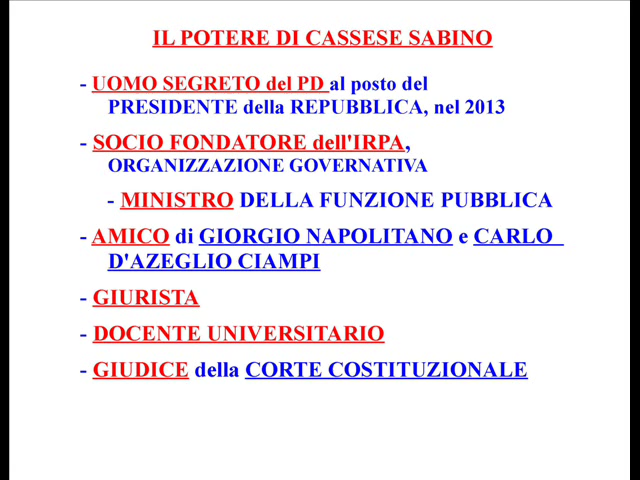 IL POTERE DI CASSESE SABINO
- UOMO SEGRETO del PD al posto del
PRESIDENTE della REPUBBLICA, nel 2013
- SOCIO FONDATORE dell'IRPA,
ORGANIZZAZIONE GOVERNATIVA
- MINISTRO DELLA FUNZIONE PUBBLICA
- AMICO di GIORGIO NAPOLITANO e CARLO
D'AZEGLIO CIAMPI
- GIURISTA
- DOCENTE UNIVERSITARIO
- GIUDICE della CORTE COSTITUZIONALE